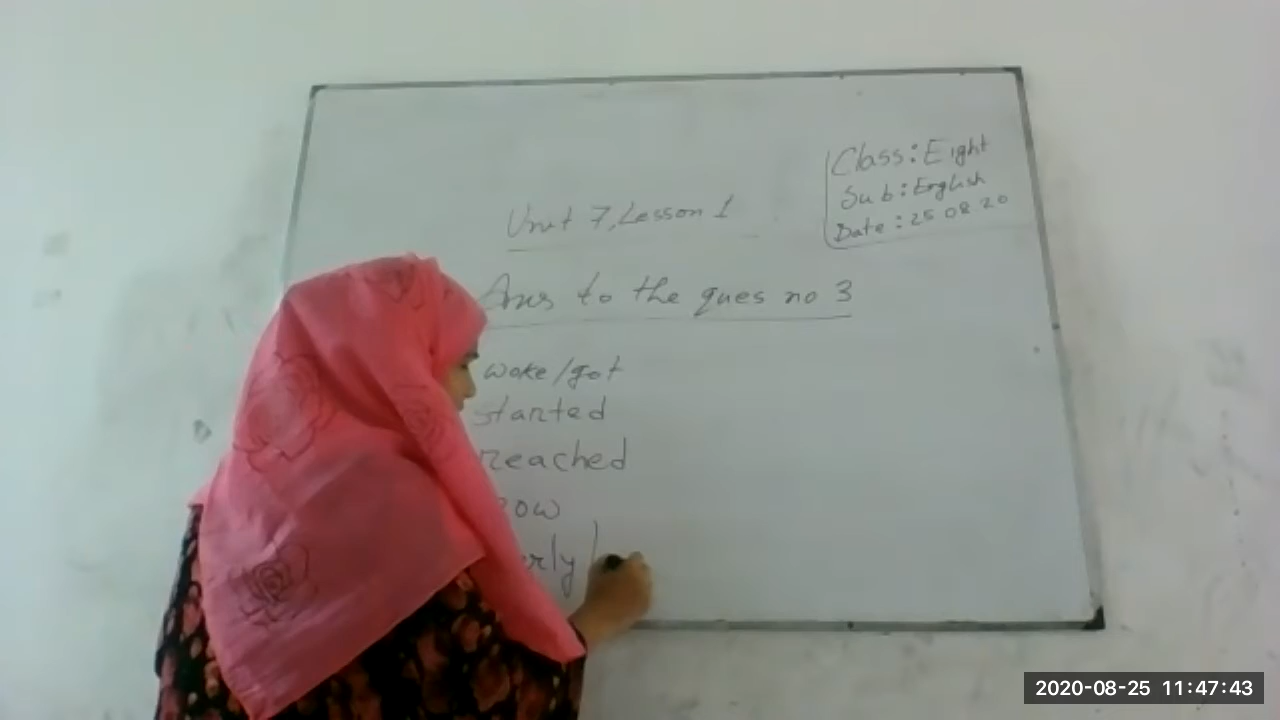 Class: Eight
Sub: English
Date: 25 08 20
Unit 7, Lesson 1
Ans to the ques no 3
woke/got
started
reached
2020-08-25 11:47:43